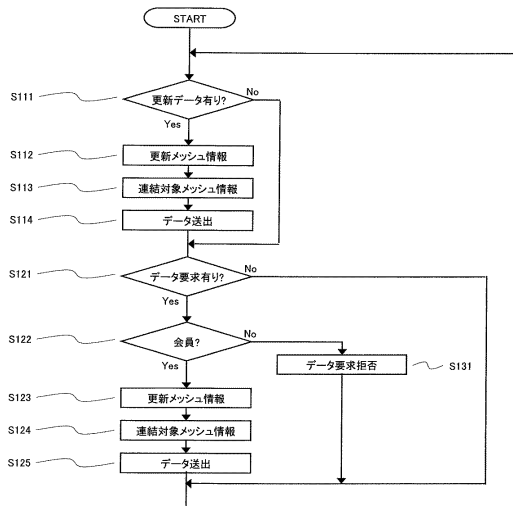 START
S111
更新データ有り?
No
Yes
S112
更新メッシュ情報
S113
連結対象メッシュ情報
S114
データ送出
S121
データ要求有り?
No
Yes
S122
会員?
No
Yes
データ要求拒否
S131
S123
更新メッシュ情報
S124
連結対象メッシュ情報
S125
データ送出